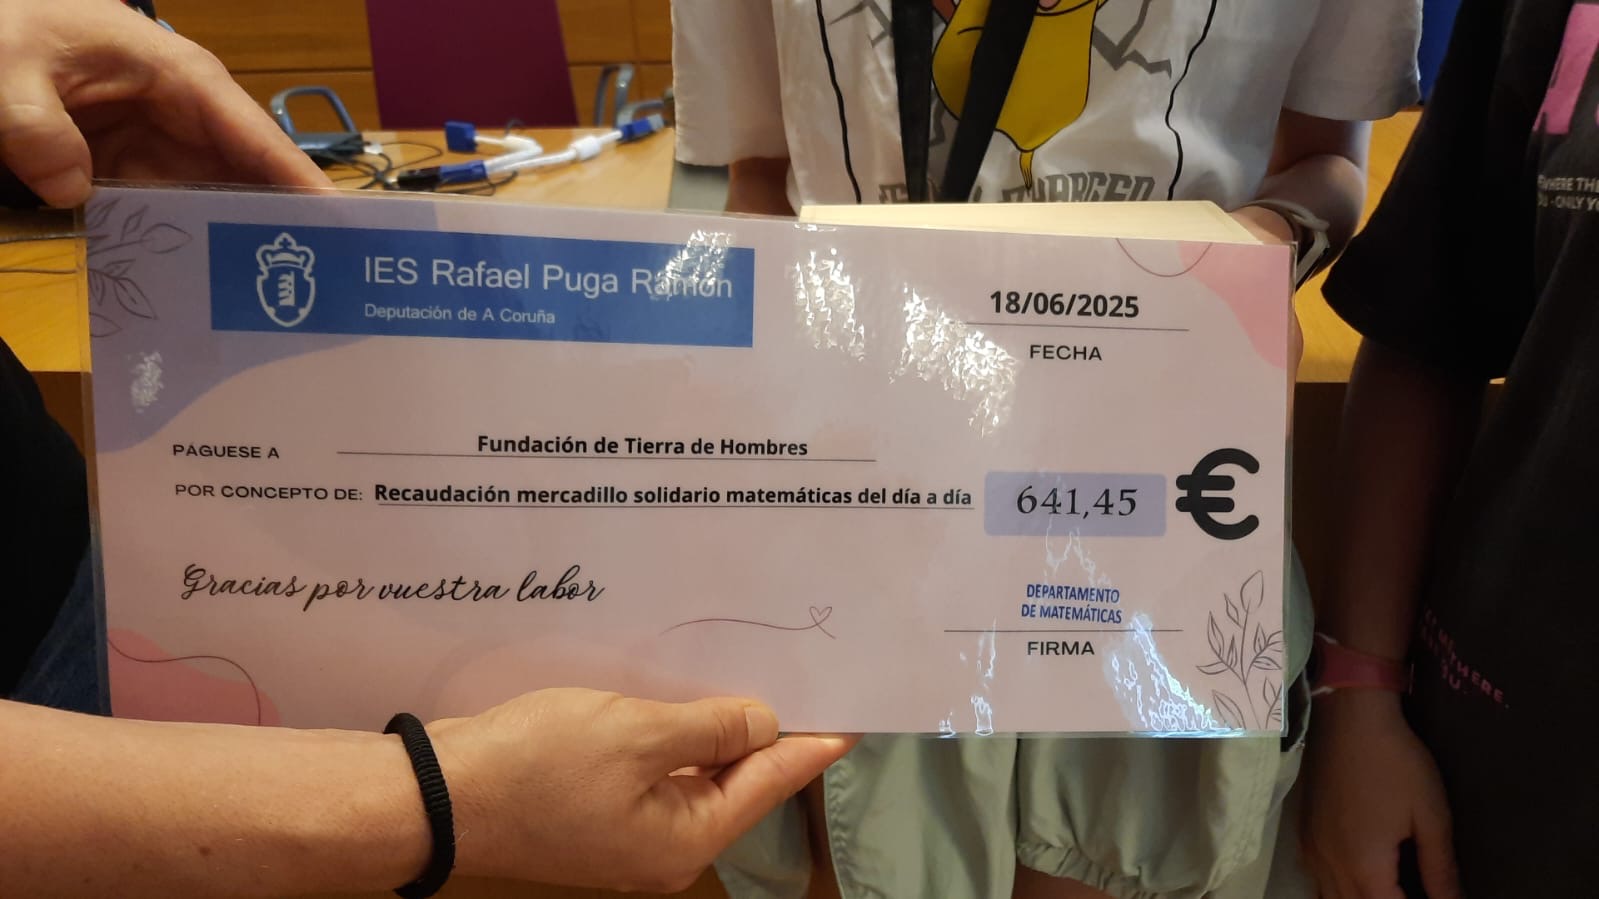 IES Rafael Puga Ramón
Deputación de A Coruña
18/06/2025
FECHA
PÁGUESE A Fundación de Tierra de Hombres
POR CONCEPTO DE: Recaudación mercadillo solidario matemáticas del día a día 641,45 €
Gracias por vuestra labor
DEPARTAMENTO
DE MATEMÁTICAS
FIRMA